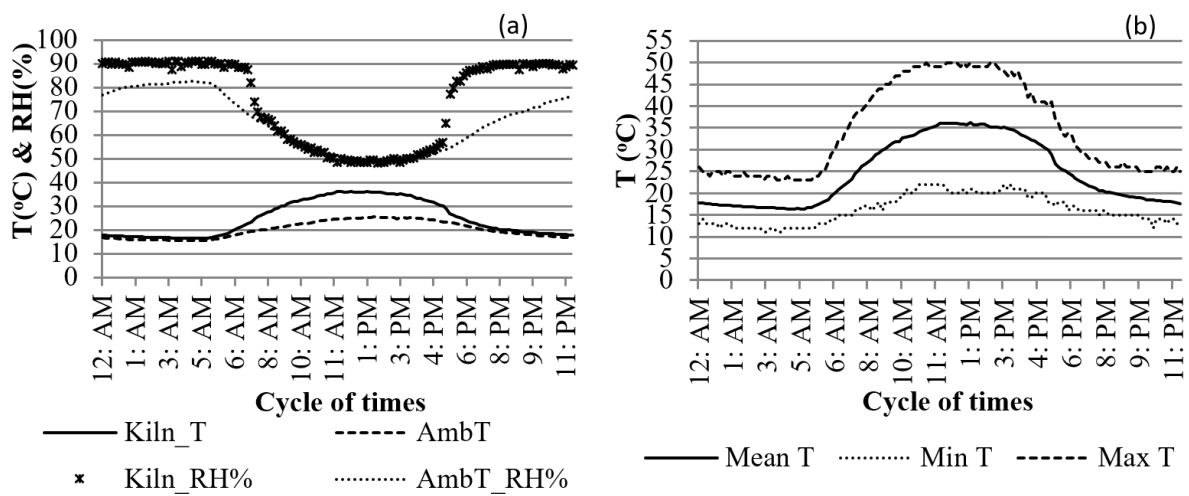 (a)
T(ºC) & RH(%)
100
90
80
70
60
50
40
30
20
10
0
12: AM
1: AM
3: AM
5: AM
6: AM
8: AM
10: AM
11: AM
1: PM
3: PM
4: PM
6: PM
8: PM
9: PM
11: PM
Cycle of times
Kiln_T
AmbT
Kiln_RH%
AmbT_RH%
(b)
T (ºC)
55
50
45
40
35
30
25
20
15
10
5
0
12: AM
1: AM
3: AM
5: AM
6: AM
8: AM
10: AM
11: AM
1: PM
3: PM
4: PM
6: PM
8: PM
9: PM
11: PM
Cycle of times
Mean T
Min T
Max T